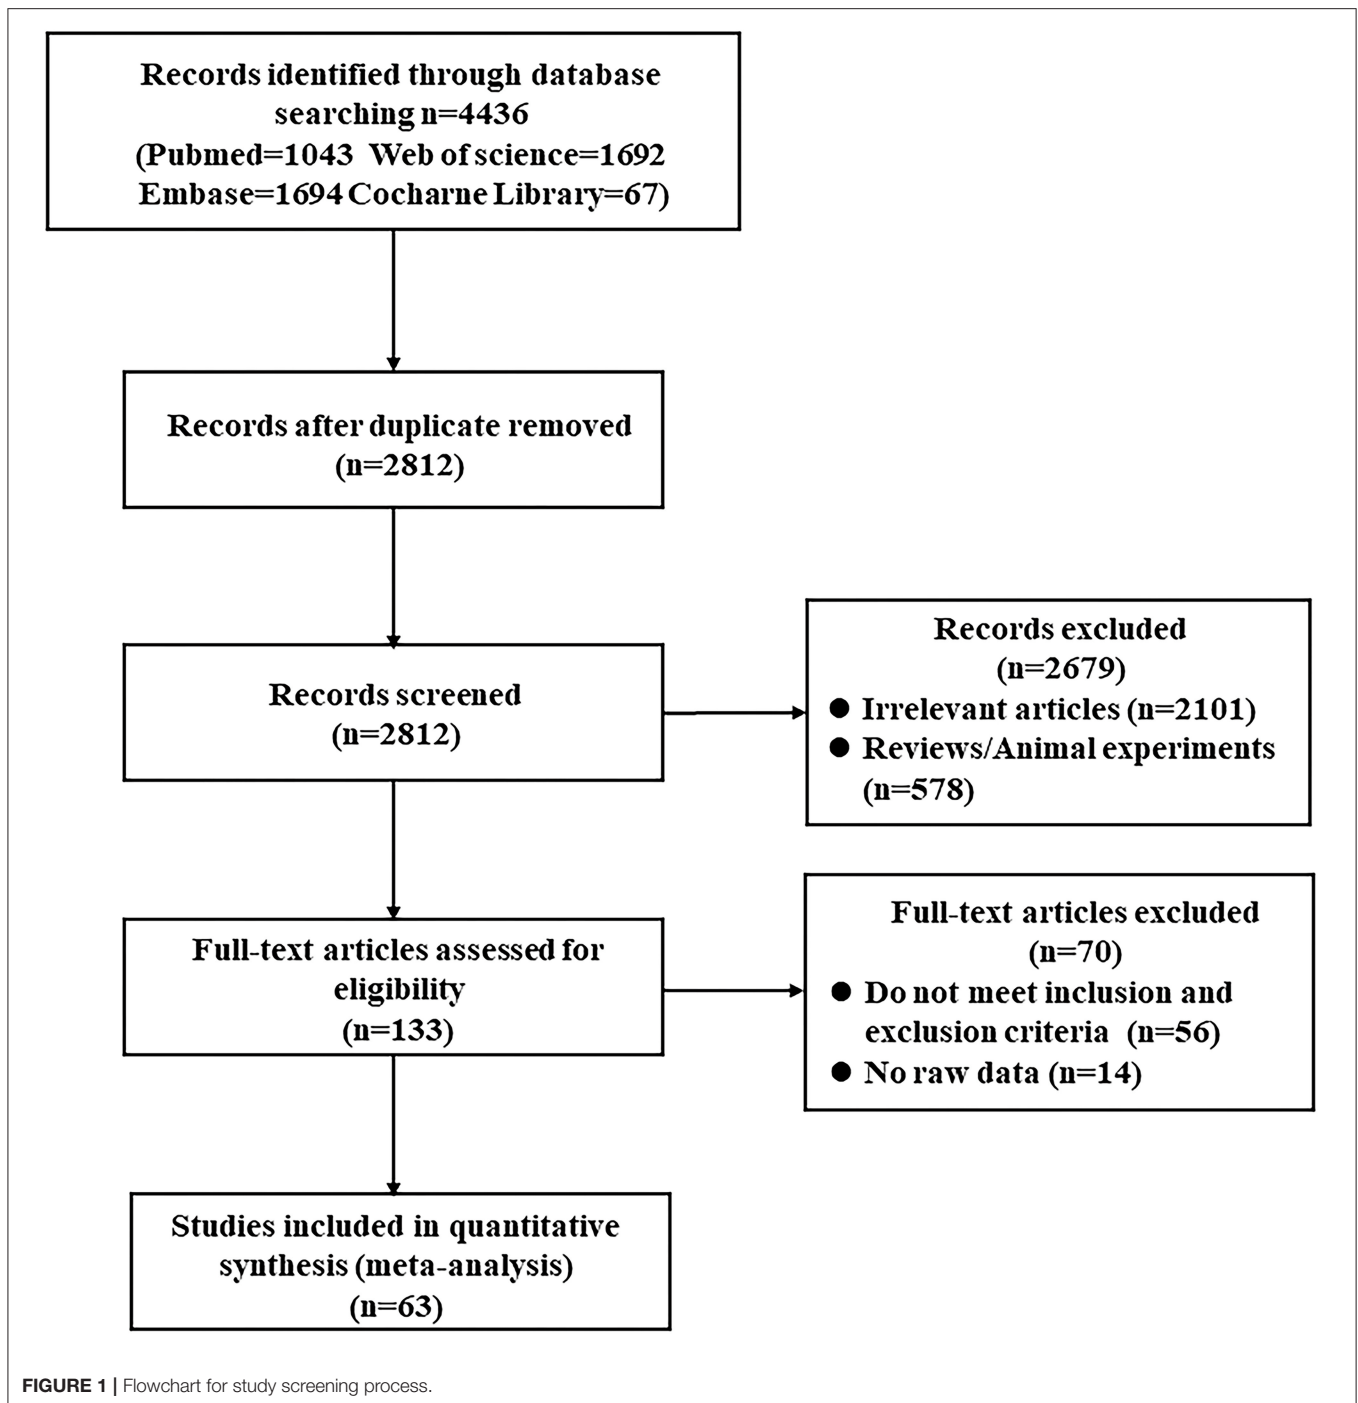 Records identified through database
searching n=4436
(Pubmed=1043 Web of science=1692
Embase=1694 Cocharne Library=67)
Records after duplicate removed
(n=2812)
Records screened
(n=2812)
Records excluded
(n=2679)
● Irrelevant articles (n=2101)
● Reviews/Animal experiments
(n=578)
Full-text articles assessed for
eligibility
(n=133)
Full-text articles excluded
(n=70)
● Do not meet inclusion and
exclusion criteria (n=56)
● No raw data (n=14)
Studies included in quantitative
synthesis (meta-analysis)
(n=63)
FIGURE 1 | Flowchart for study screening process.